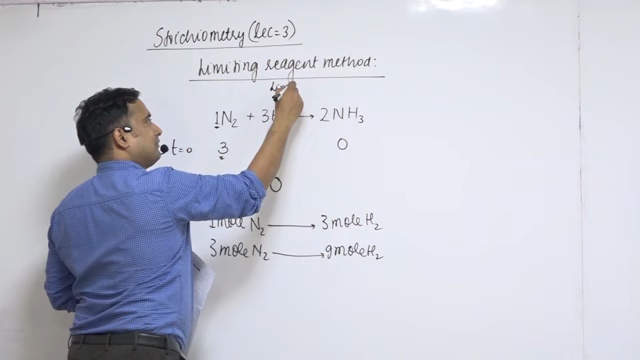 Stoichiometry (Lec=3)
Limiting reagent method:
1N₂ + 3 → 2NH₃
t=0 3 0
0
1 mole N₂ → 3 mole H₂
3 mole N₂ → 9 mole H₂